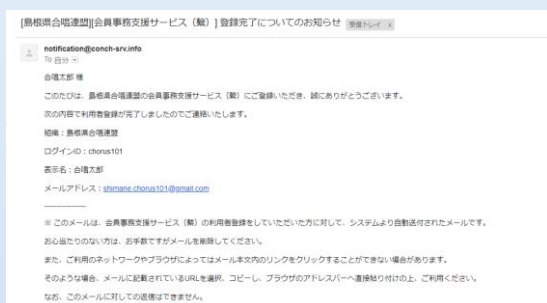 [島根県合唱連盟][会員事務支援サービス（繋）] 登録完了についてのお知らせ 受信トレイ x
notification@conch-srv.info
To 自分
合唱太郎 様
このたびは、島根県合唱連盟の会員事務支援サービス（繋）にご登録いただき、誠にありがとうございます。
次の内容で利用者登録が完了しましたのでご連絡いたします。
組織：島根県合唱連盟
ログインID：chorus101
表示名：合唱太郎
メールアドレス：shimane.chorus101@gmail.com
--------------------
※ このメールは、会員事務支援サービス（繋）の利用者登録をしていただいた方に対して、システムより自動送付されたメールです。
お心当たりのない方は、お手数ですがメールを削除してください。
また、ご利用のネットワークやブラウザによってはメール本文内のリンクをクリックすることができない場合があります。
そのような場合、メールに記載されているURLを選択、コピーし、ブラウザのアドレスバーへ直接貼り付けの上、ご利用ください。
なお、このメールに対しての返信はできません。